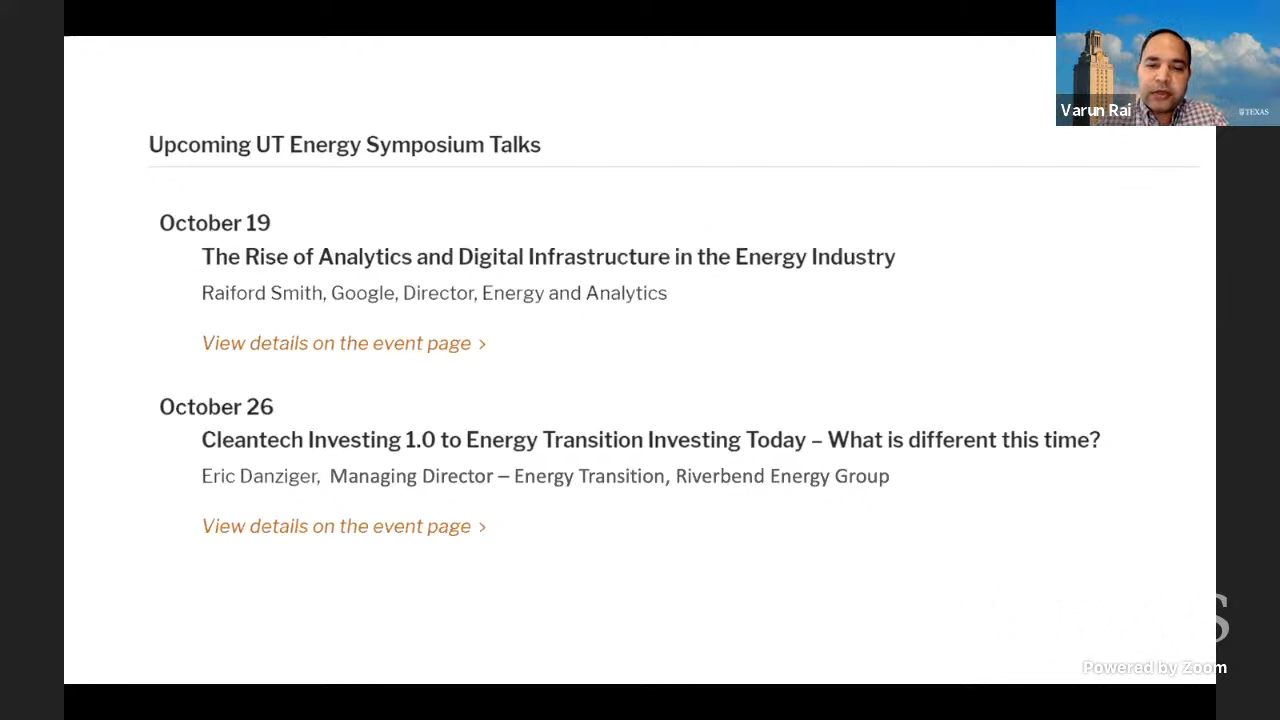 Varun Rai
TEXAS
Upcoming UT Energy Symposium Talks
October 19
The Rise of Analytics and Digital Infrastructure in the Energy Industry
Raiford Smith, Google, Director, Energy and Analytics
View details on the event page >
October 26
Cleantech Investing 1.0 to Energy Transition Investing Today – What is different this time?
Eric Danziger, Managing Director – Energy Transition, Riverbend Energy Group
View details on the event page >
S
Powered by Zoom